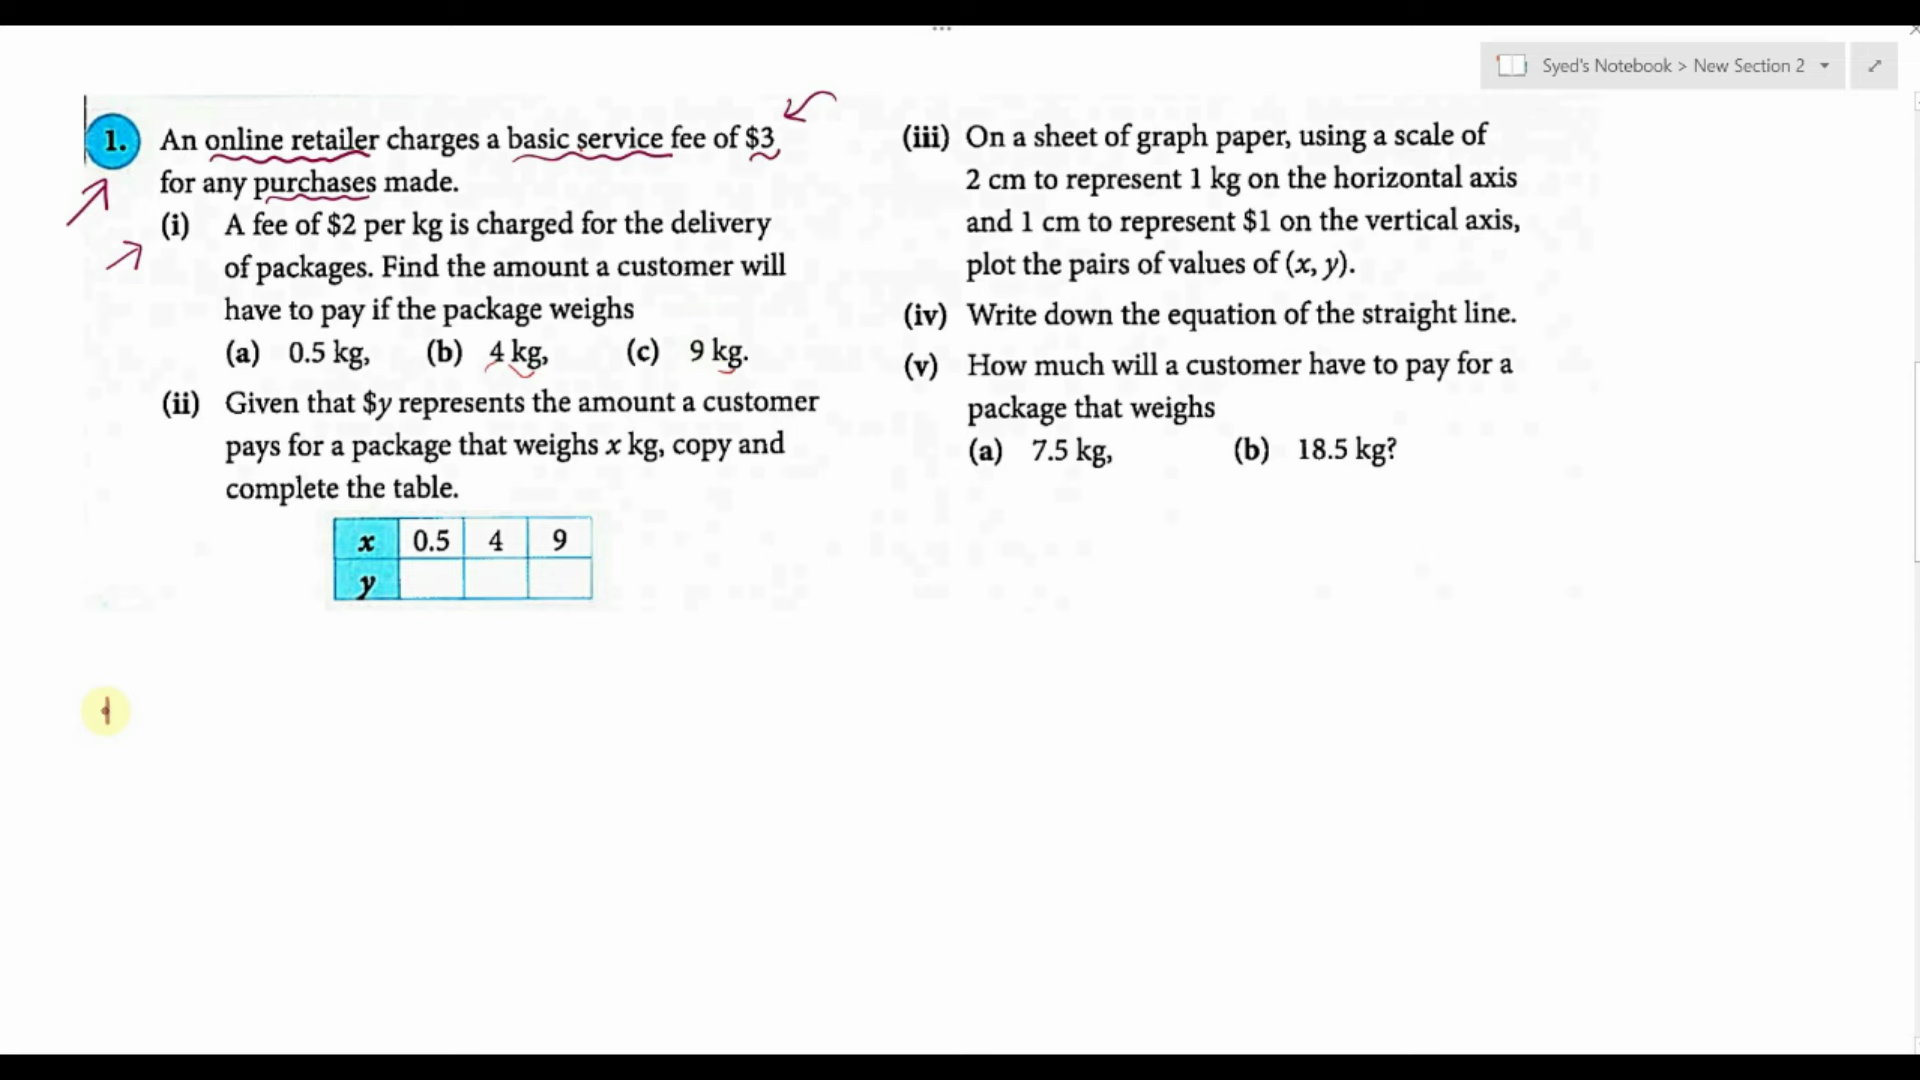 Syed's Notebook > New Section 2
1. An online retailer charges a basic service fee of $3
for any purchases made.
(i) A fee of $2 per kg is charged for the delivery
of packages. Find the amount a customer will
have to pay if the package weighs
(a) 0.5 kg, (b) 4 kg, (c) 9 kg.
(ii) Given that $y represents the amount a customer
pays for a package that weighs x kg, copy and
complete the table.
x 0.5 4 9
y
(iii) On a sheet of graph paper, using a scale of
2 cm to represent 1 kg on the horizontal axis
and 1 cm to represent $1 on the vertical axis,
plot the pairs of values of (x, y).
(iv) Write down the equation of the straight line.
(v) How much will a customer have to pay for a
package that weighs
(a) 7.5 kg, (b) 18.5 kg?